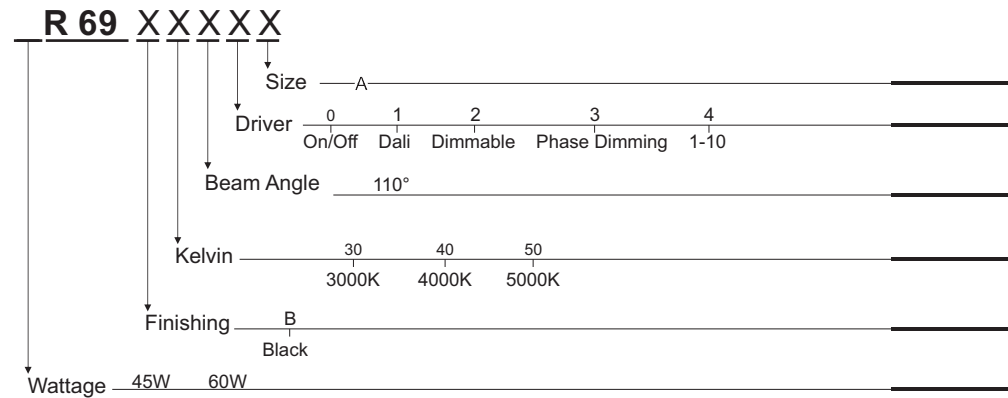 R 69 X X X X X
Size A
0 1 2 3 4
Driver
On/Off Dali Dimmable Phase Dimming 1-10
Beam Angle 110°
30 40 50
Kelvin
3000K 4000K 5000K
Finishing B
Black
Wattage 45W 60W